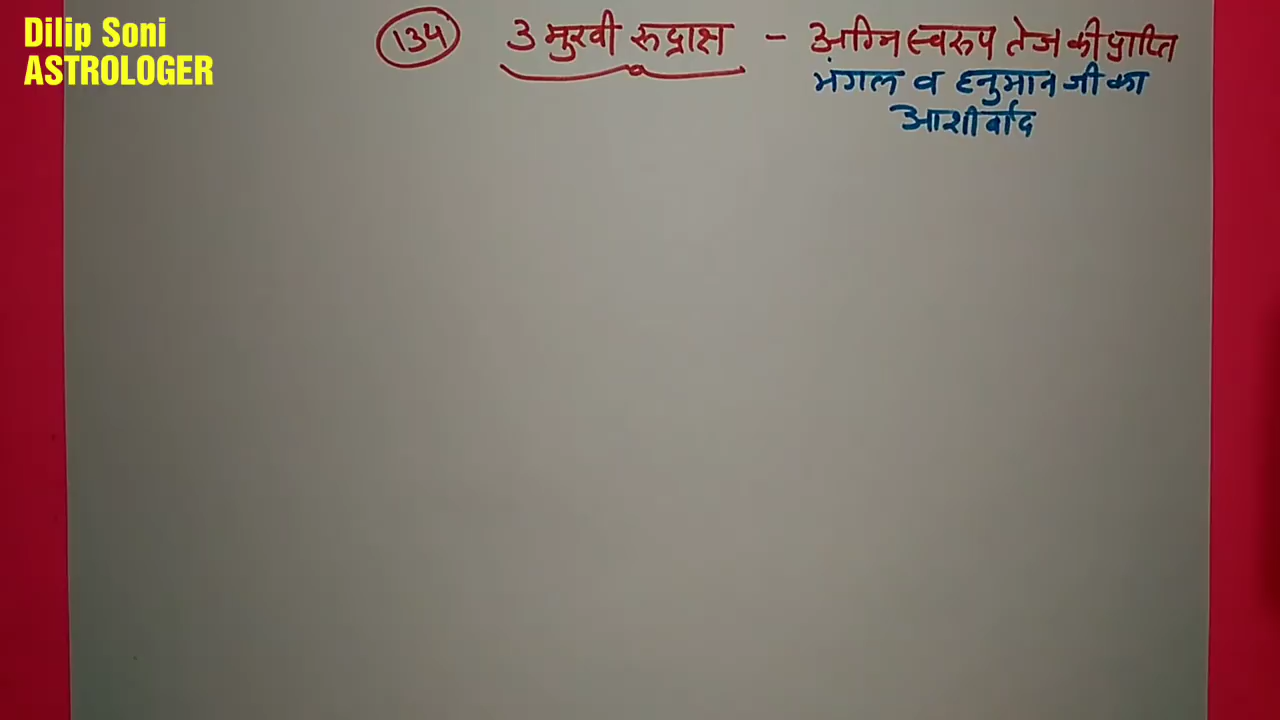 Dilip Soni
ASTROLOGER
134 3 मुखी रुद्राक्ष - अग्नि स्वरुप तेज की प्राप्ति
मंगल व हनुमान जी का
आशीर्वाद